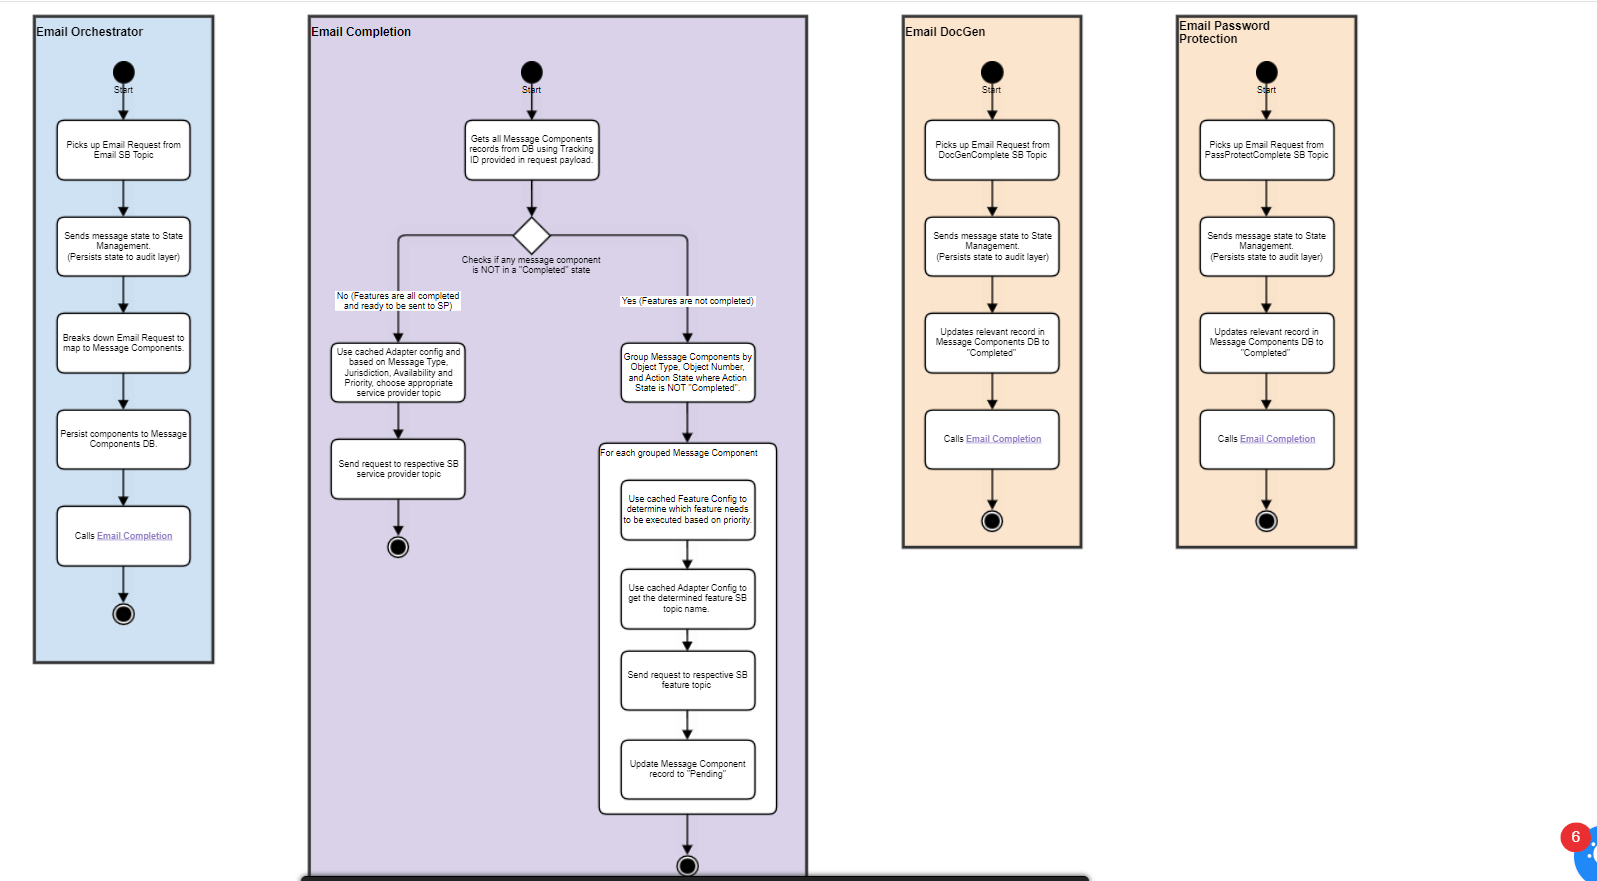 Email Orchestrator
Start
Picks up Email Request from
Email SB Topic
Sends message state to State
Management.
(Persists state to audit layer)
Breaks down Email Request to
map to Message Components.
Persist components to Message
Components DB.
Calls Email Completion
Email Completion
Start
Gets all Message Components
records from DB using Tracking
ID provided in request payload.
Checks if any message component
is NOT in a "Completed" state
No (Features are all completed
and ready to be sent to SP)
Use cached Adapter config and
based on Message Type,
Jurisdiction, Availability and
Priority, choose appropriate
service provider topic
Send request to respective SB
service provider topic
Yes (Features are not completed)
Group Message Components by
Object Type, Object Number,
and Action State where Action
State is NOT "Completed".
For each grouped Message Component
Use cached Feature Config to
determine which feature needs
to be executed based on priority.
Use cached Adapter Config to
get the determined feature SB
topic name.
Send request to respective SB
feature topic
Update Message Component
record to "Pending"
Email DocGen
Start
Picks up Email Request from
DocGenComplete SB Topic
Sends message state to State
Management.
(Persists state to audit layer)
Updates relevant record in
Message Components DB to
"Completed"
Calls Email Completion
Email Password
Protection
Start
Picks up Email Request from
PassProtectComplete SB Topic
Sends message state to State
Management.
(Persists state to audit layer)
Updates relevant record in
Message Components DB to
"Completed"
Calls Email Completion
6